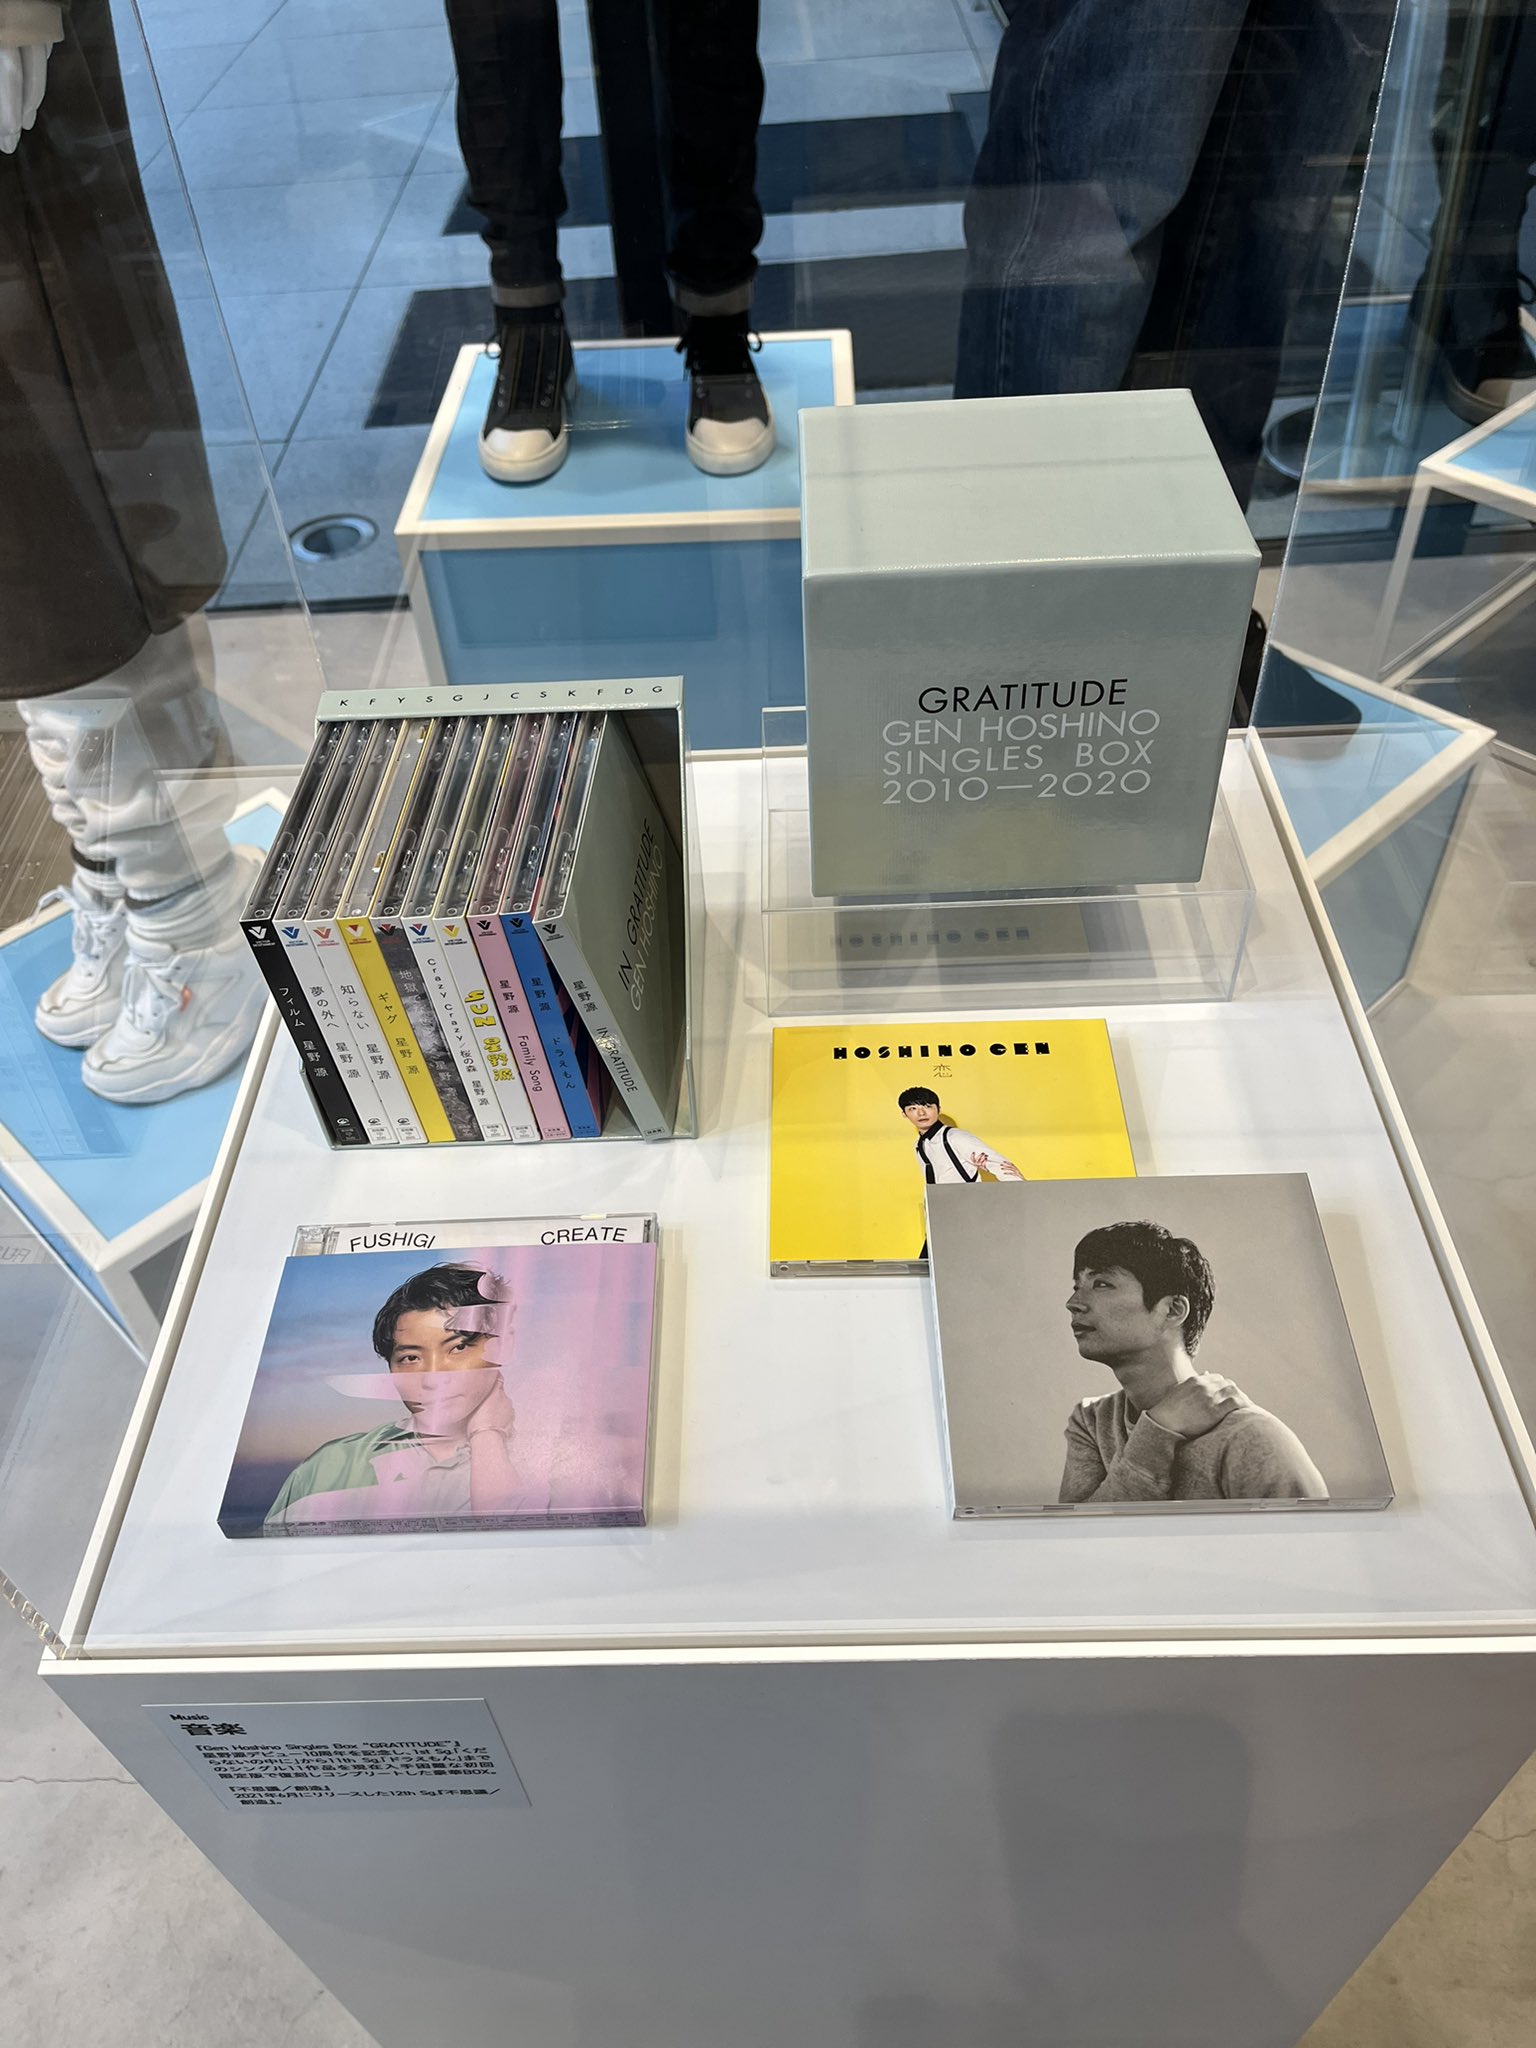 GRATITUDE
GEN HOSHINO
SINGLES BOX
2010—2020
K F Y S G J C S K F D G
IN GRATITUDE
GEN HOSHINO
フィルム 星野 源
夢の外へ 星野 源
知らない 星野 源
ギャグ 星野 源
地獄
Crazy Crazy／桜の森 星野 源
SUN 星野源
星野 源 Family Song
星野 源 ドラえもん
星野 源 IN GRATITUDE
HOSHINO GEN
恋
FUSHIGI/ CREATE
Music
音楽
『Gen Hoshino Singles Box “GRATITUDE”』
星野源デビュー10周年を記念し、1st Sg.「くだ
らないの中に」から11th Sg.「ドラえもん」まで
のシングル11作品を現在入手困難な初回
限定版で復刻しコンプリートした豪華BOX。
『不思議／創造』
2021年6月にリリースした12th Sg.『不思議／
創造』。